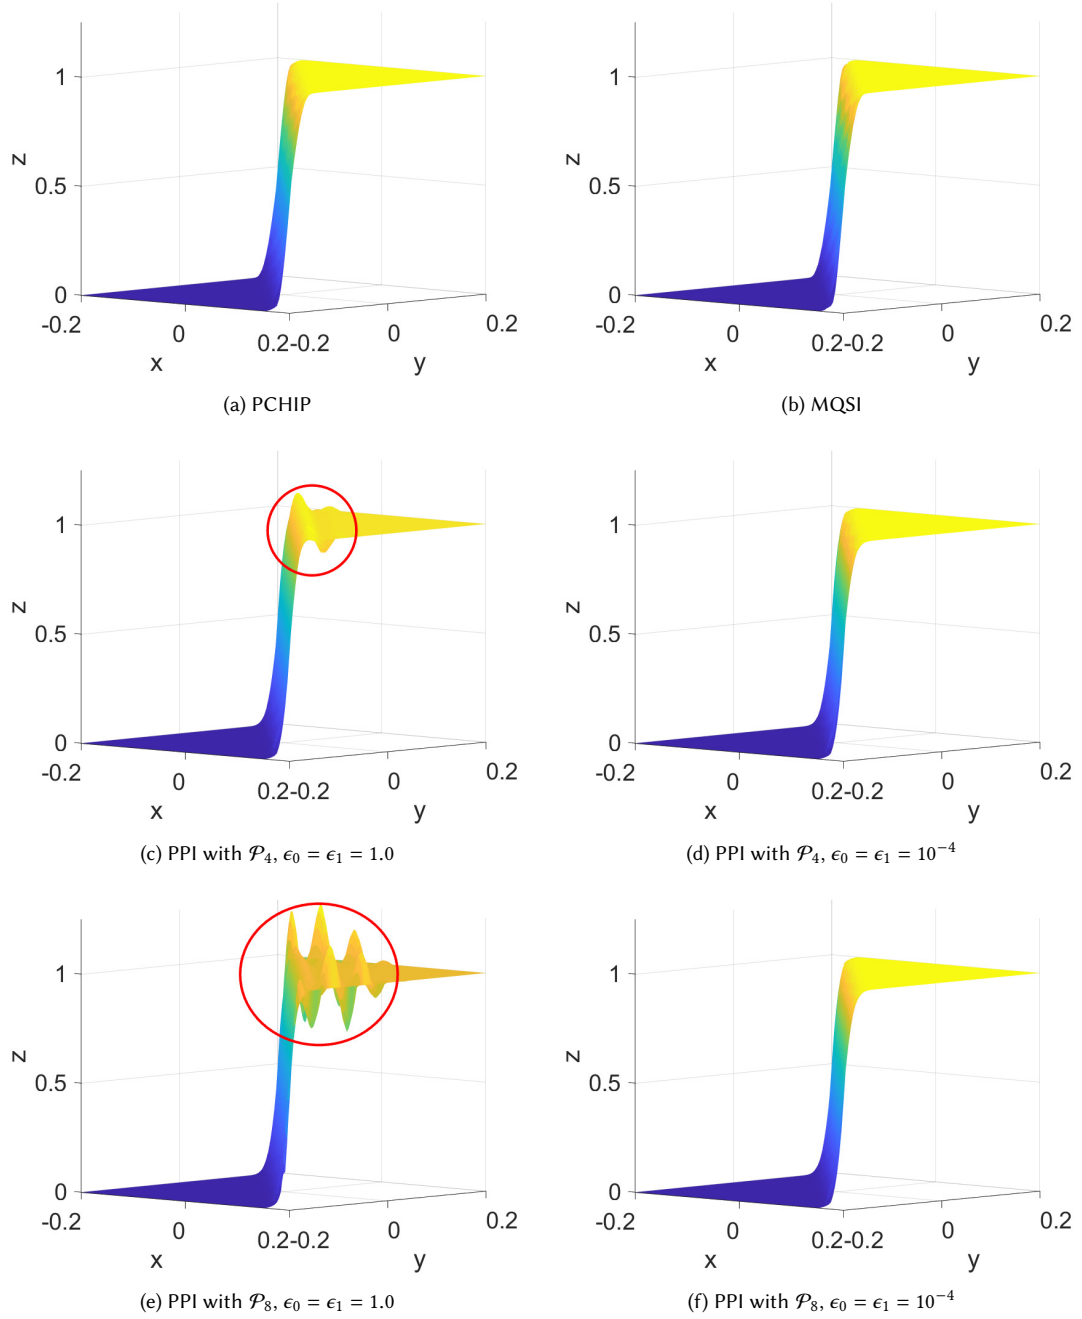 1
0.5
z
0
-0.2
0
x
0.2-0.2
0
y
0.2
(a) PCHIP
1
0.5
z
0
-0.2
0
x
0.2-0.2
0
y
0.2
(b) MQSI
1
0.5
z
0
-0.2
0
x
0.2-0.2
0
y
0.2
(c) PPI with 𝒫₄, ϵ₀ = ϵ₁ = 1.0
1
0.5
z
0
-0.2
0
x
0.2-0.2
0
y
0.2
(d) PPI with 𝒫₄, ϵ₀ = ϵ₁ = 10⁻⁴
1
0.5
z
0
-0.2
0
x
0.2-0.2
0
y
0.2
(e) PPI with 𝒫₈, ϵ₀ = ϵ₁ = 1.0
1
0.5
z
0
-0.2
0
x
0.2-0.2
0
y
0.2
(f) PPI with 𝒫₈, ϵ₀ = ϵ₁ = 10⁻⁴